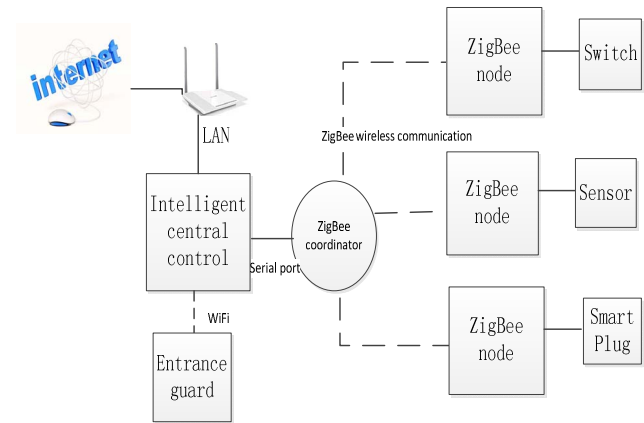 internet
LAN
Intelligent
central
control
Serial port
WiFi
Entrance
guard
ZigBee
coordinator
ZigBee wireless communication
ZigBee
node
Switch
ZigBee
node
Sensor
ZigBee
node
Smart
Plug